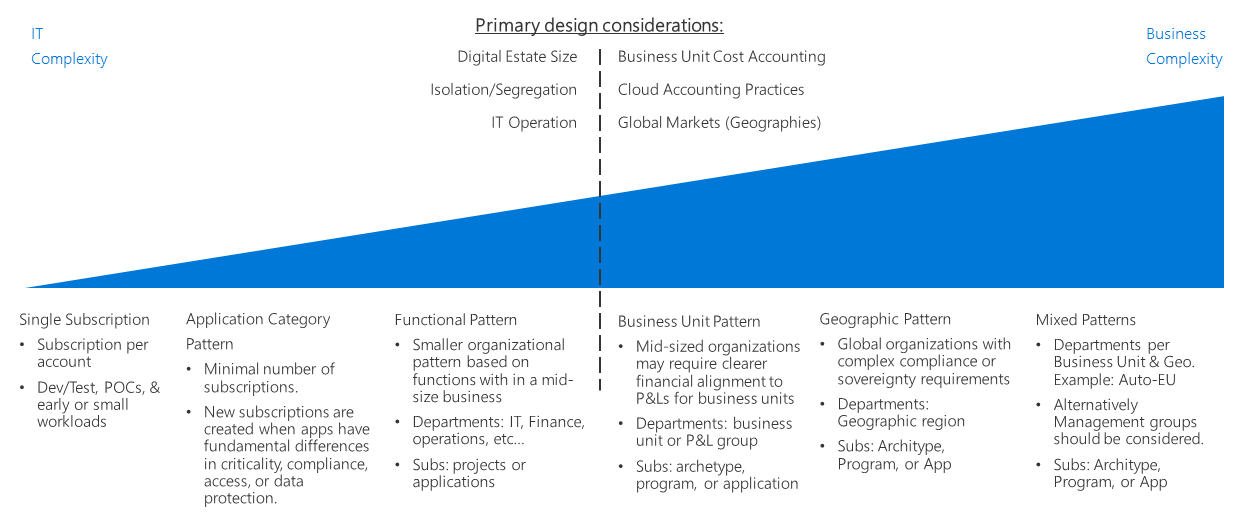 Primary design considerations:
IT
Complexity
Business
Complexity
Digital Estate Size
Isolation/Segregation
IT Operation
Business Unit Cost Accounting
Cloud Accounting Practices
Global Markets (Geographies)
Single Subscription
• Subscription per
account
• Dev/Test, POCs, &
early or small
workloads
Application Category
Pattern
• Minimal number of
subscriptions.
• New subscriptions are
created when apps have
fundamental differences
in criticality, compliance,
access, or data
protection.
Functional Pattern
• Smaller organizational
pattern based on
functions with in a mid-
size business
• Departments: IT, Finance,
operations, etc...
• Subs: projects or
applications
Business Unit Pattern
• Mid-sized organizations
may require clearer
financial alignment to
P&Ls for business units
• Departments: business
unit or P&L group
• Subs: archetype,
program, or application
Geographic Pattern
• Global organizations with
complex compliance or
sovereignty requirements
• Departments:
Geographic region
• Subs: Architype,
Program, or App
Mixed Patterns
• Departments per
Business Unit & Geo.
Example: Auto-EU
• Alternatively
Management groups
should be considered.
• Subs: Architype,
Program, or App